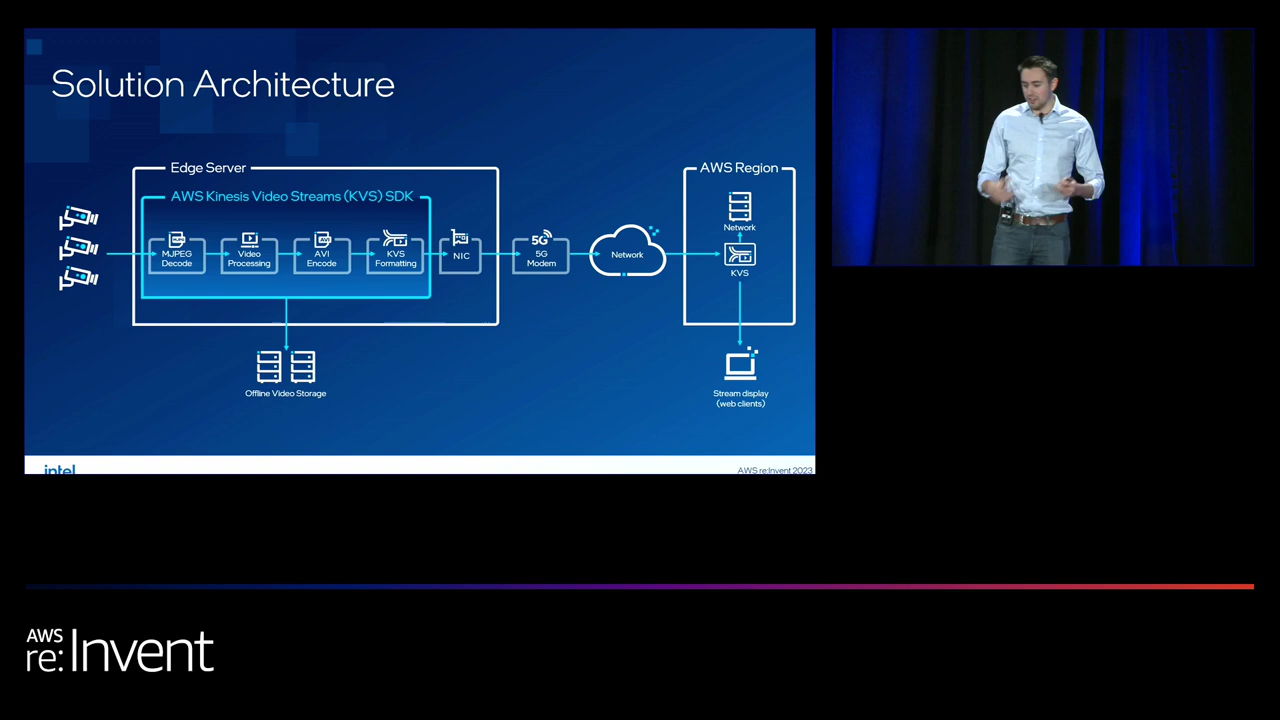 Solution Architecture
Edge Server
AWS Region
AWS Kinesis Video Streams (KVS) SDK
Network
MJPEG
Decode
Video
Processing
AVI
Encode
KVS
Formatting
NIC
5G
5G
Modem
Network
KVS
Offline Video Storage
Stream display
(web clients)
intel
AWS re:Invent 2023
AWS
re:Invent